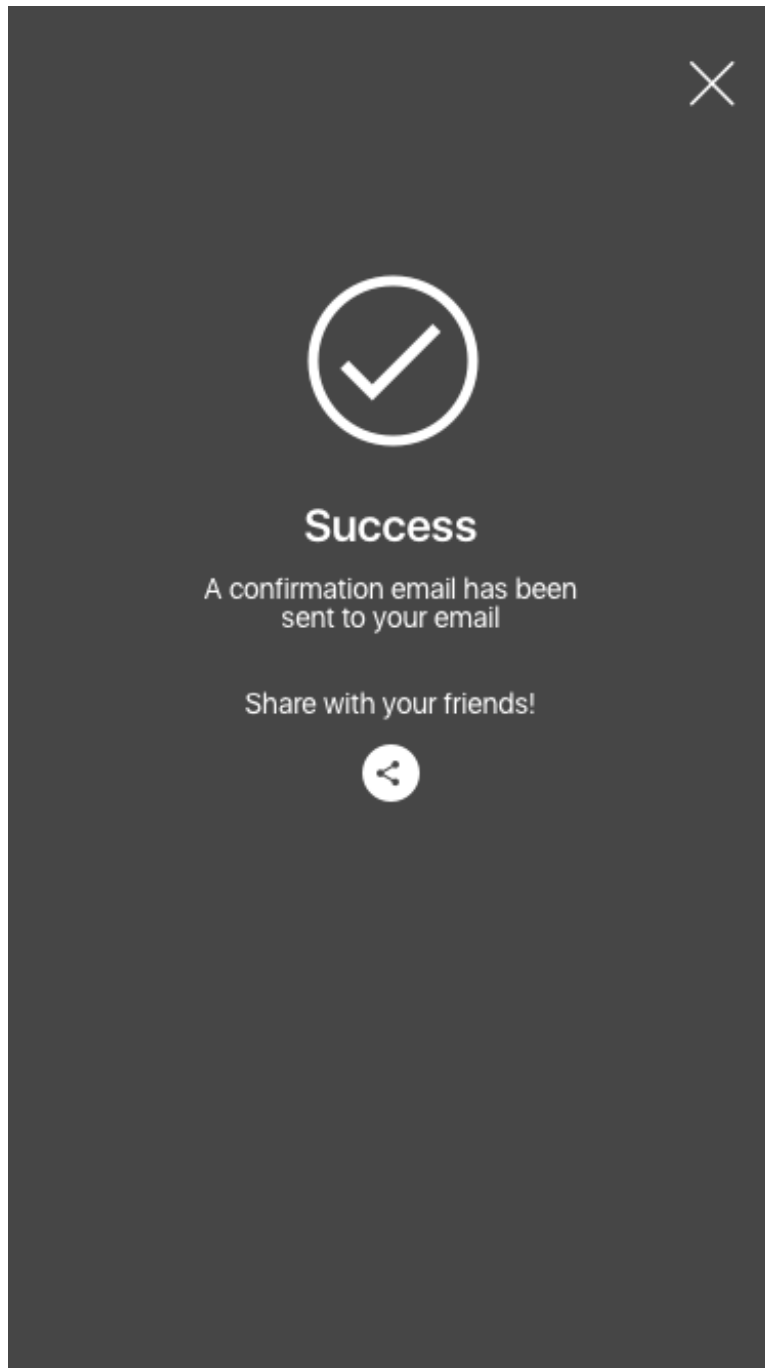 Success
A confirmation email has been
sent to your email
Share with your friends!